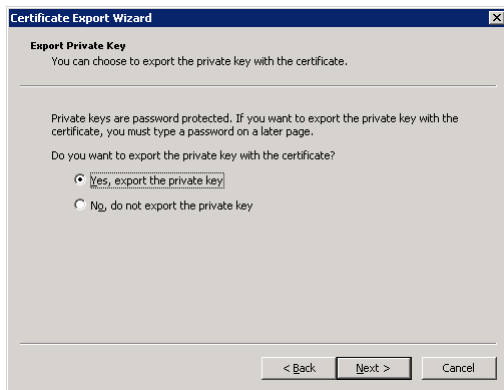 Certificate Export Wizard
Export Private Key
You can choose to export the private key with the certificate.
Private keys are password protected. If you want to export the private key with the
certificate, you must type a password on a later page.
Do you want to export the private key with the certificate?
Yes, export the private key
No, do not export the private key
< Back
Next >
Cancel